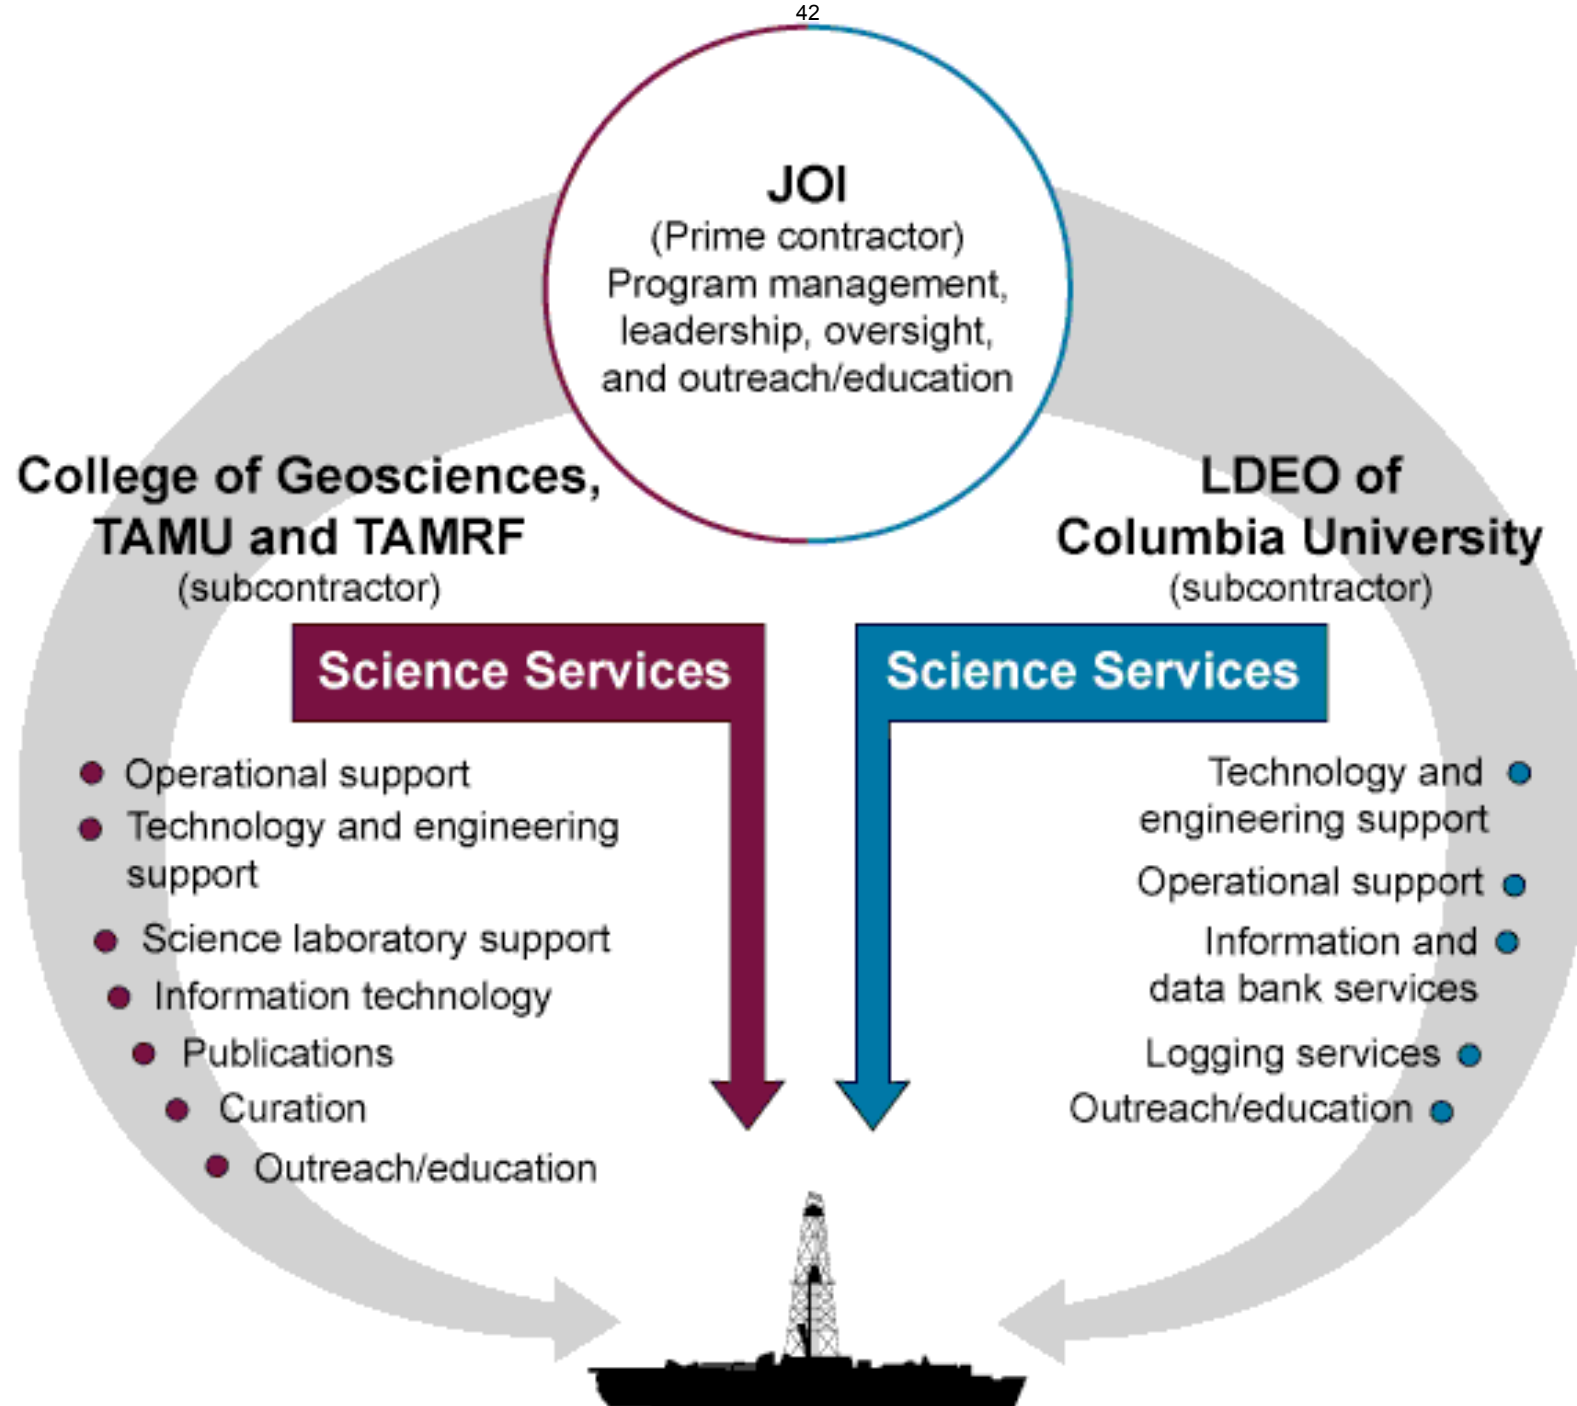 42
JOI
(Prime contractor)
Program management,
leadership, oversight,
and outreach/education
College of Geosciences,
TAMU and TAMRF
(subcontractor)
Science Services
Operational support
Technology and engineering
support
Science laboratory support
Information technology
Publications
Curation
Outreach/education
LDEO of
Columbia University
(subcontractor)
Science Services
Technology and
engineering support
Operational support
Information and
data bank services
Logging services
Outreach/education